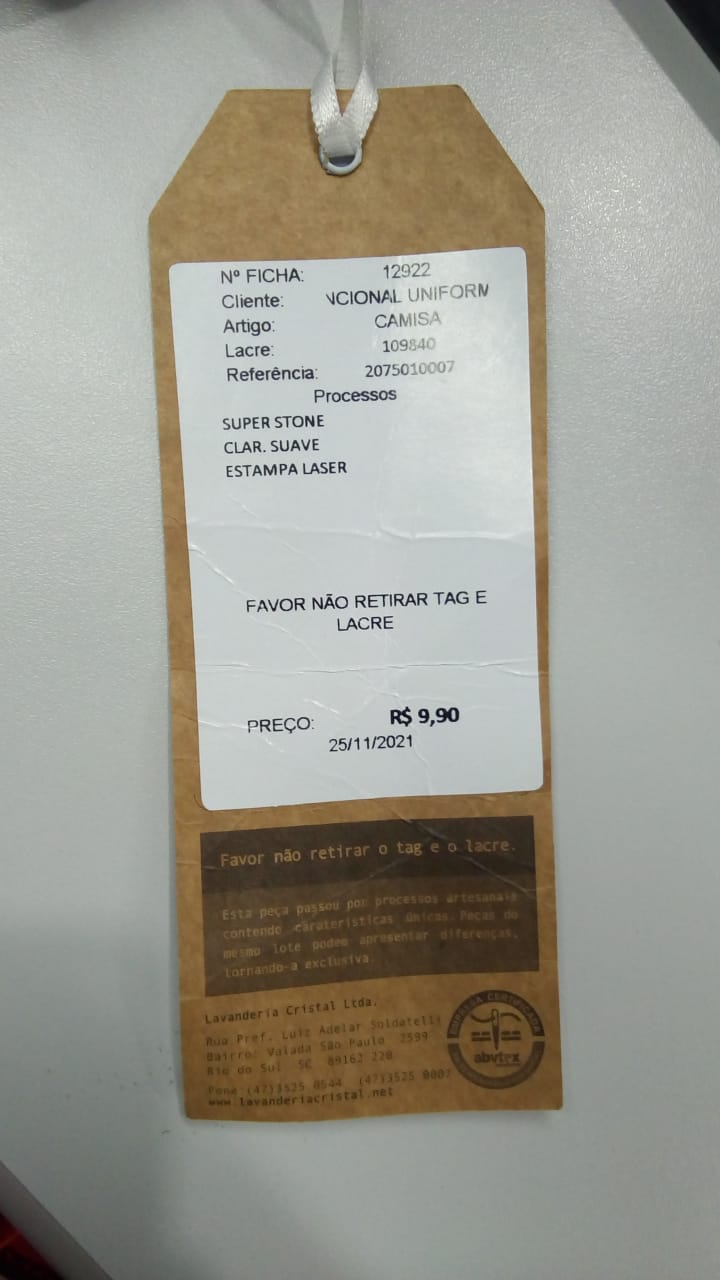 Nº FICHA: 12922
Cliente: NCIONAL UNIFORM
Artigo: CAMISA
Lacre: 109840
Referência: 2075010007
Processos
SUPER STONE
CLAR. SUAVE
ESTAMPA LASER
FAVOR NÃO RETIRAR TAG E
LACRE
PREÇO: R$ 9,90
25/11/2021
Favor não retirar o tag e o lacre.
Esta peça passou por processos artesanais
contendo caraterísticas únicas. Peças do
mesmo lote podem apresentar diferenças,
tornando-a exclusiva.
Lavanderia Cristal Ltda.
Rua Pref. Luiz Adelar Soldatelli
Bairro: Valada São Paulo 2599
Rio do Sul SC 89162 220
Fone:(47)3525 0544 (47)3525 0007
www.lavanderiacristal.net
EMPRESA CERTIFICADA
abvtex